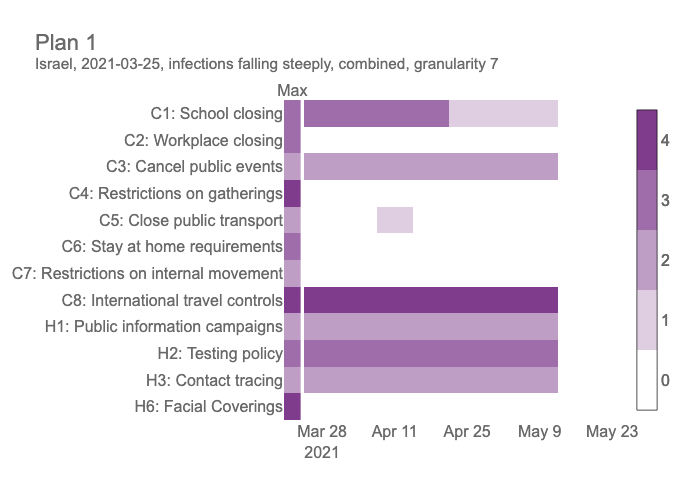 Plan 1
Israel, 2021-03-25, infections falling steeply, combined, granularity 7
Max
C1: School closing
C2: Workplace closing
C3: Cancel public events
C4: Restrictions on gatherings
C5: Close public transport
C6: Stay at home requirements
C7: Restrictions on internal movement
C8: International travel controls
H1: Public information campaigns
H2: Testing policy
H3: Contact tracing
H6: Facial Coverings
Mar 28 Apr 11 Apr 25 May 9 May 23
2021
4
3
2
1
0